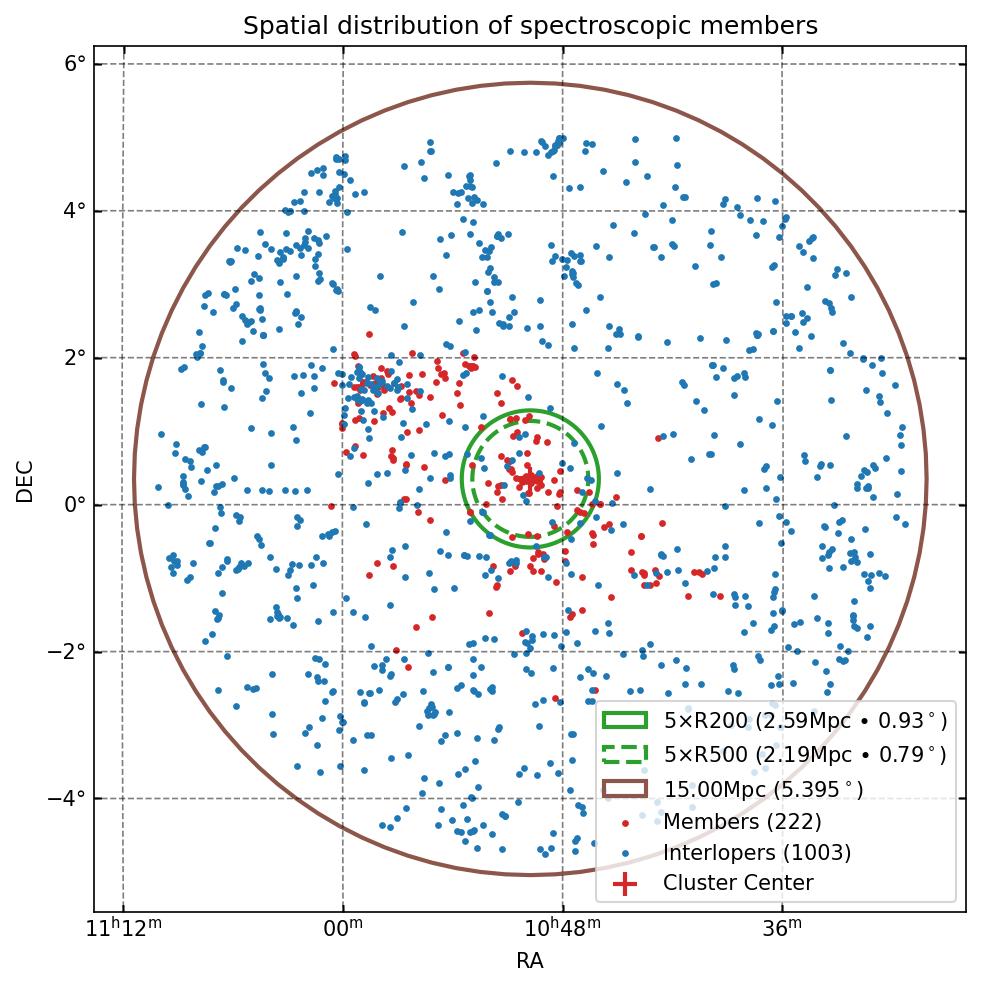 Spatial distribution of spectroscopic members
6°
4°
2°
0°
−2°
−4°
DEC
11ʰ12ᵐ
00ᵐ
10ʰ48ᵐ
36ᵐ
RA
5×R200 (2.59Mpc • 0.93°)
5×R500 (2.19Mpc • 0.79°)
15.00Mpc (5.395°)
Members (222)
Interlopers (1003)
Cluster Center